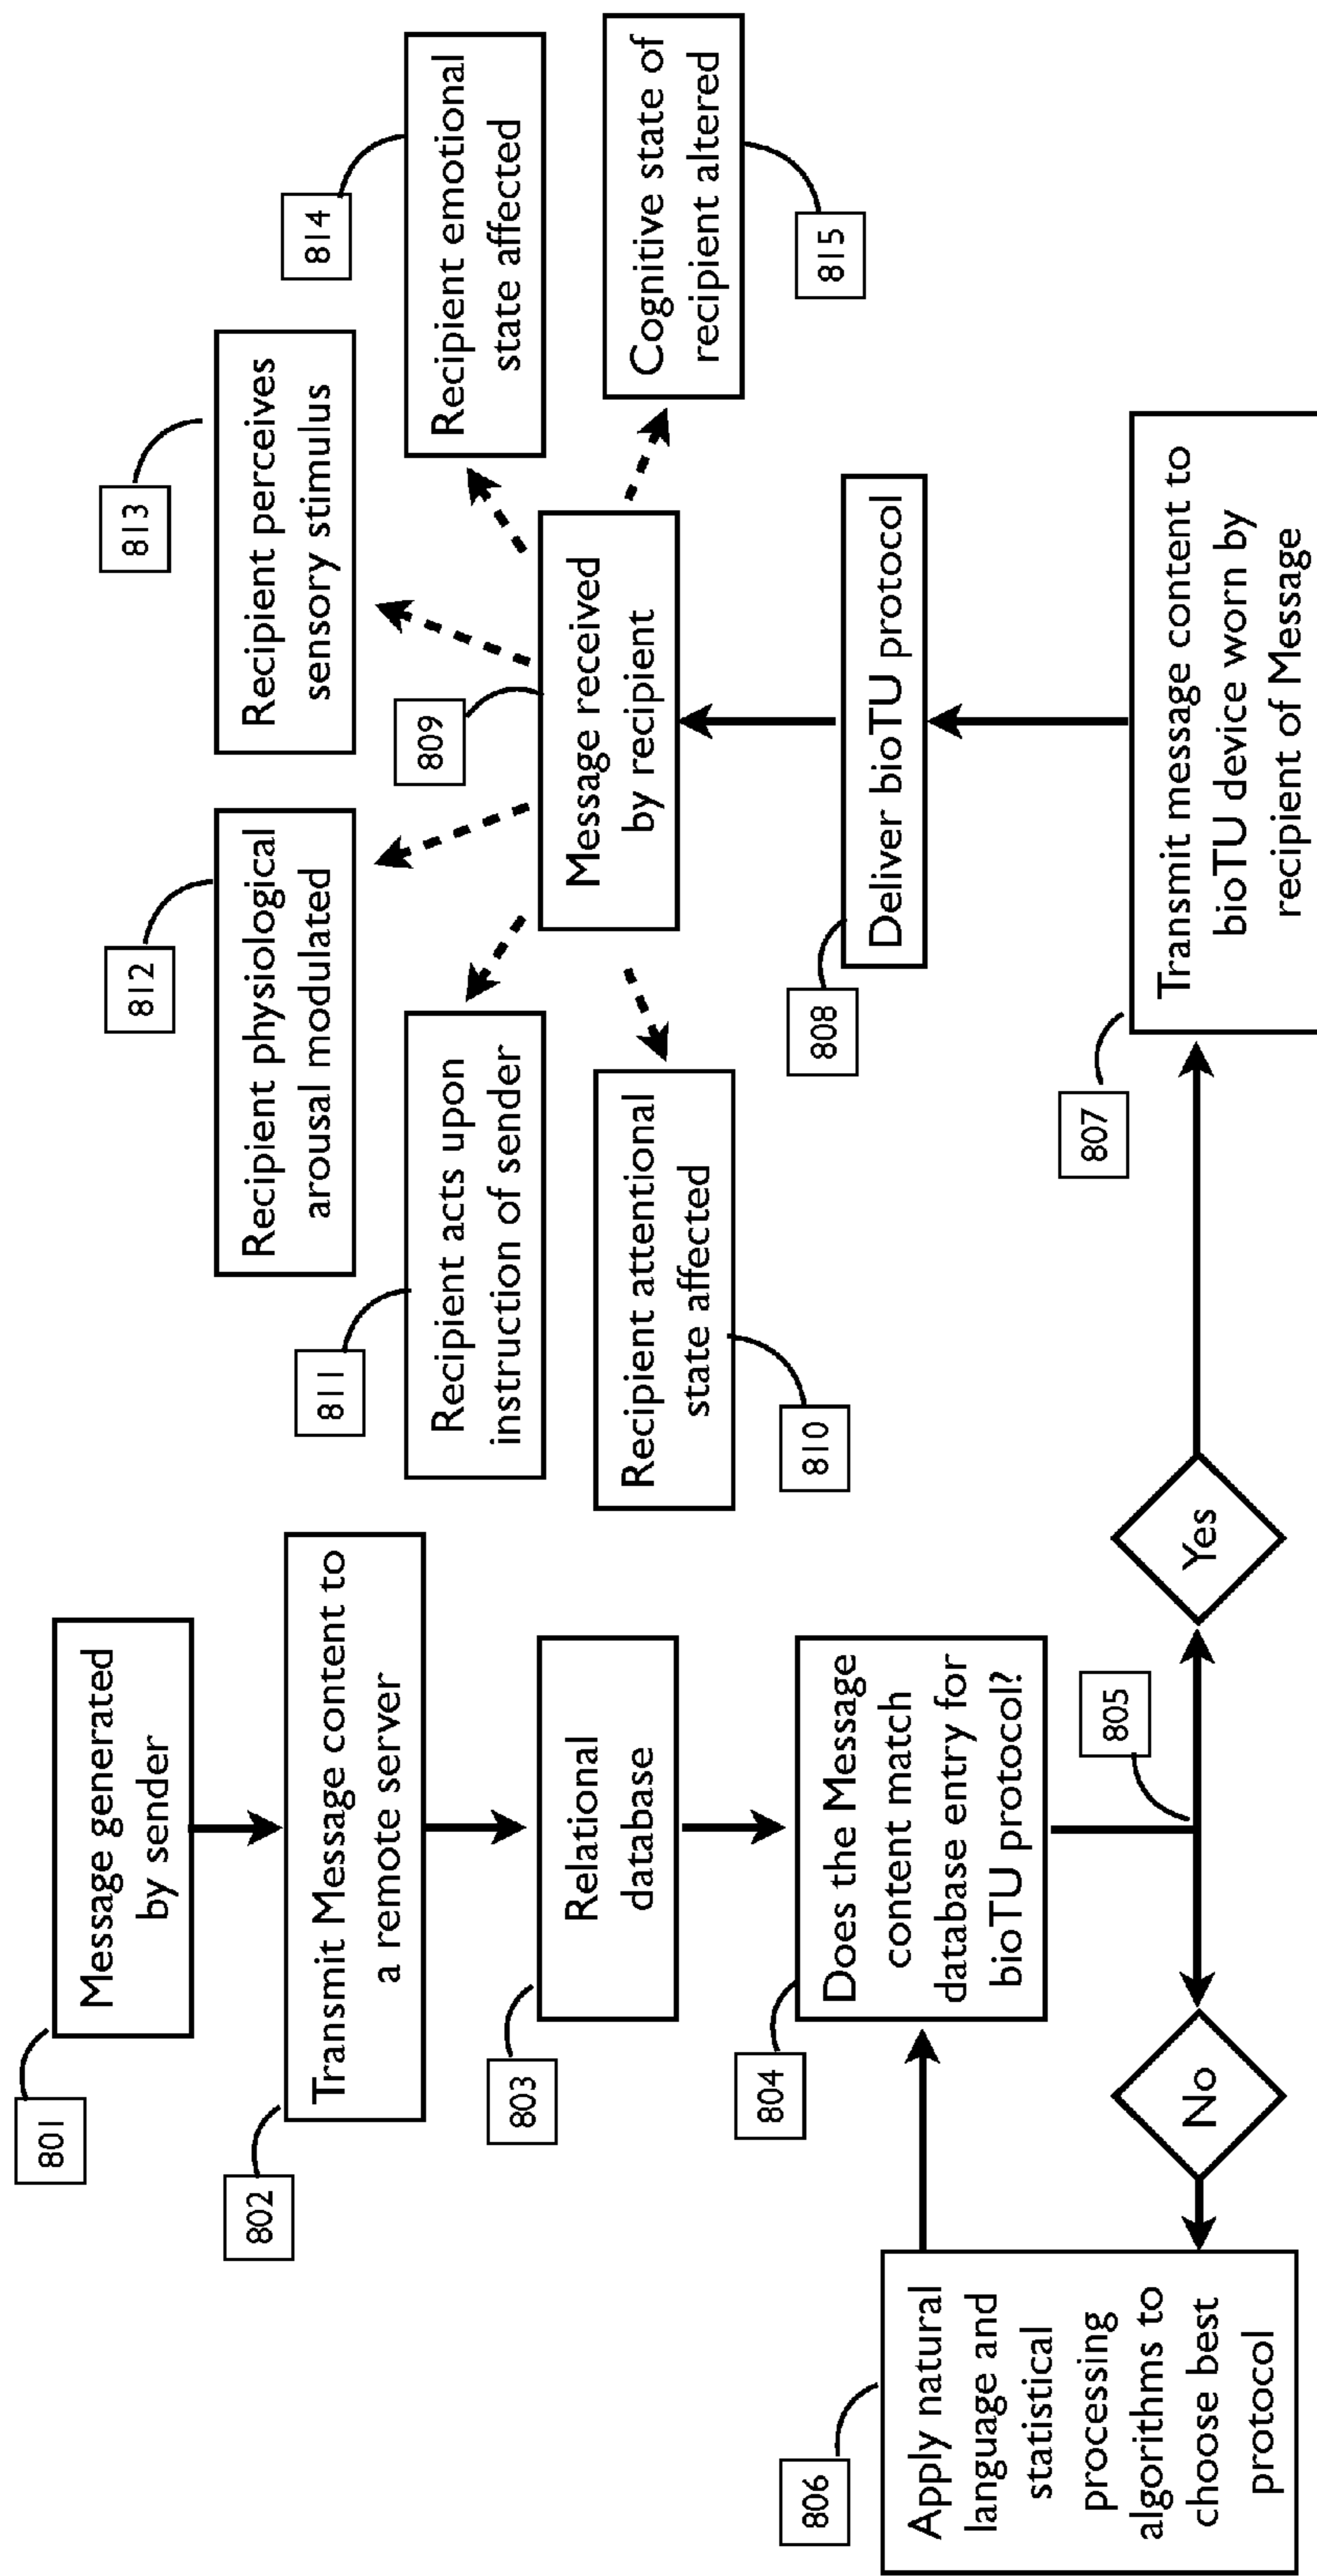 801
Message generated
by sender
802
Transmit Message content to
a remote server
803
Relational
database
804
Does the Message
content match
database entry for
bioTU protocol?
805
No
Yes
806
Apply natural
language and
statistical
processing
algorithms to
choose best
protocol
807
Transmit message content to
bioTU device worn by
recipient of Message
808
Deliver bioTU protocol
809
Message received
by recipient
810
Recipient attentional
state affected
811
Recipient acts upon
instruction of sender
812
Recipient physiological
arousal modulated
813
Recipient perceives
sensory stimulus
814
Recipient emotional
state affected
815
Cognitive state of
recipient altered